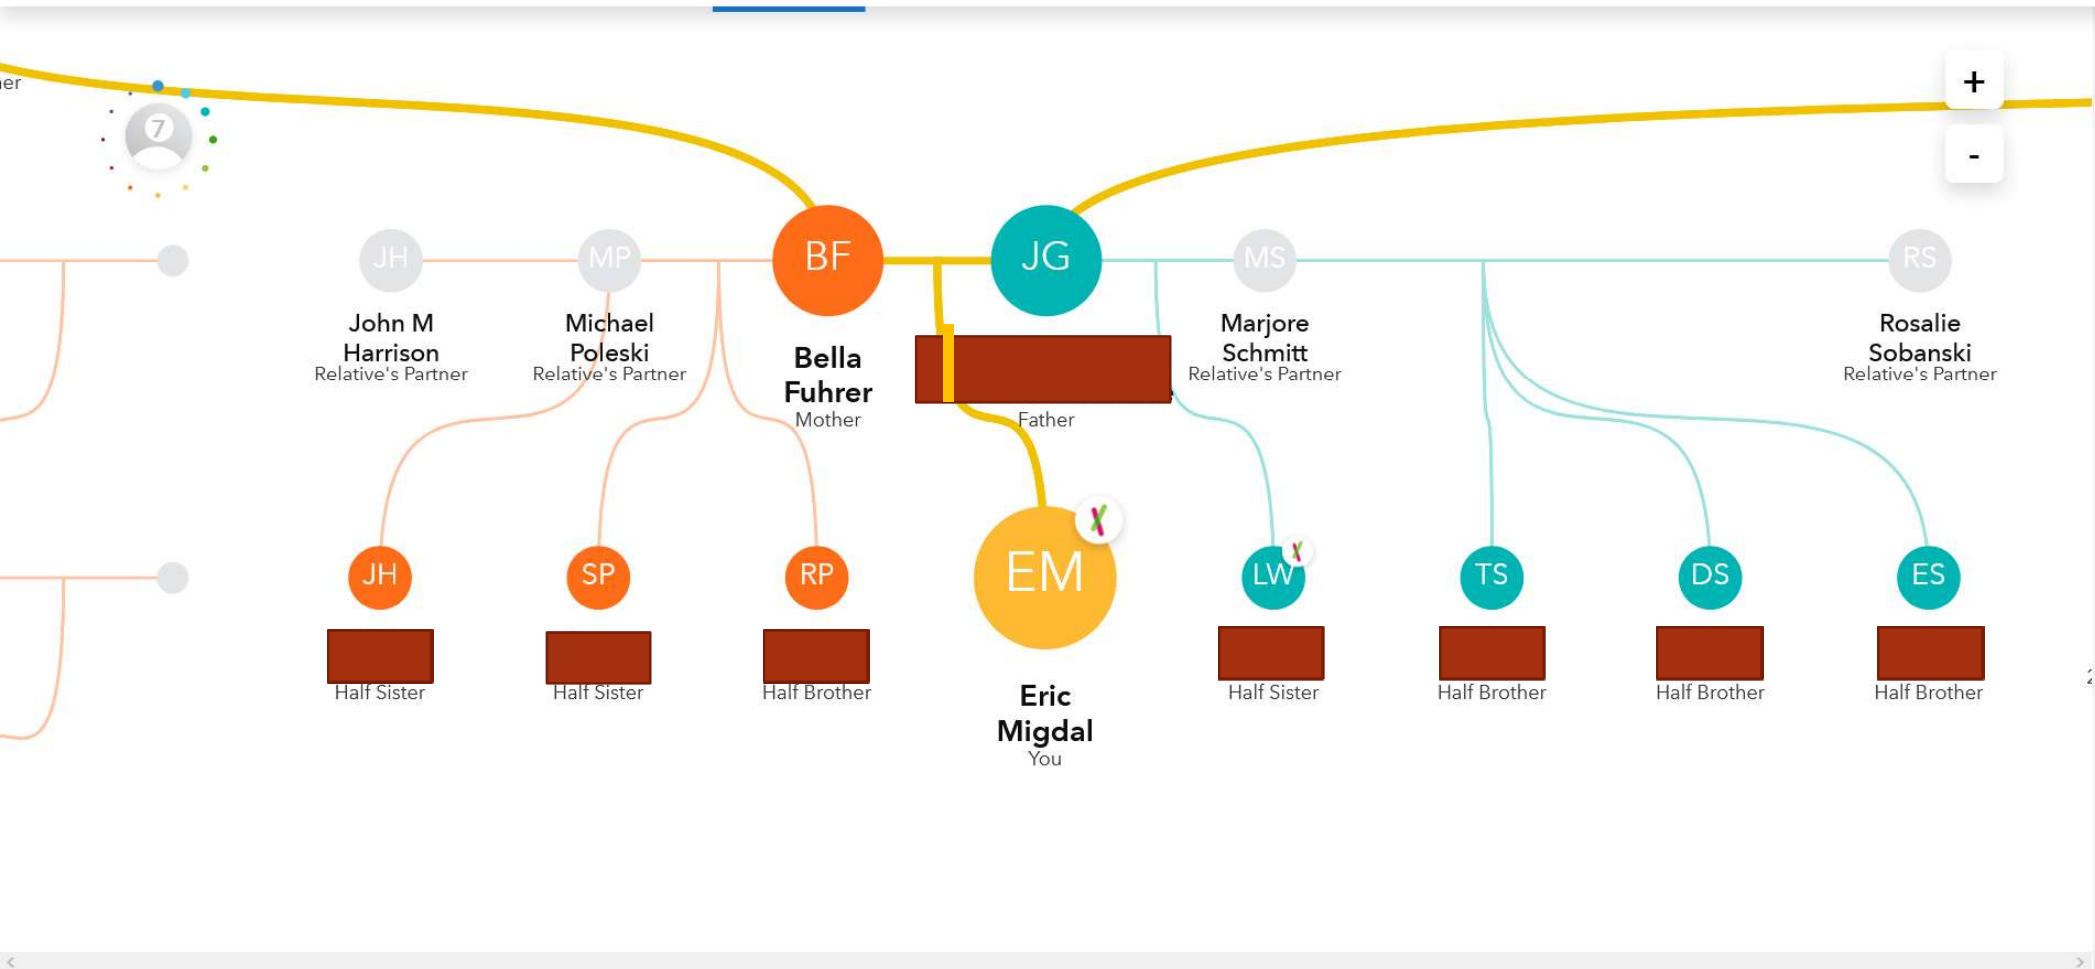 er
7
+
-
JH
MP
BF
JG
MS
RS
John M
Harrison
Relative's Partner
Michael
Poleski
Relative's Partner
Bella
Fuhrer
Mother
Father
Marjore
Schmitt
Relative's Partner
Rosalie
Sobanski
Relative's Partner
JH
SP
RP
EM
LW
TS
DS
ES
Half Sister
Half Sister
Half Brother
Eric
Migdal
You
Half Sister
Half Brother
Half Brother
Half Brother